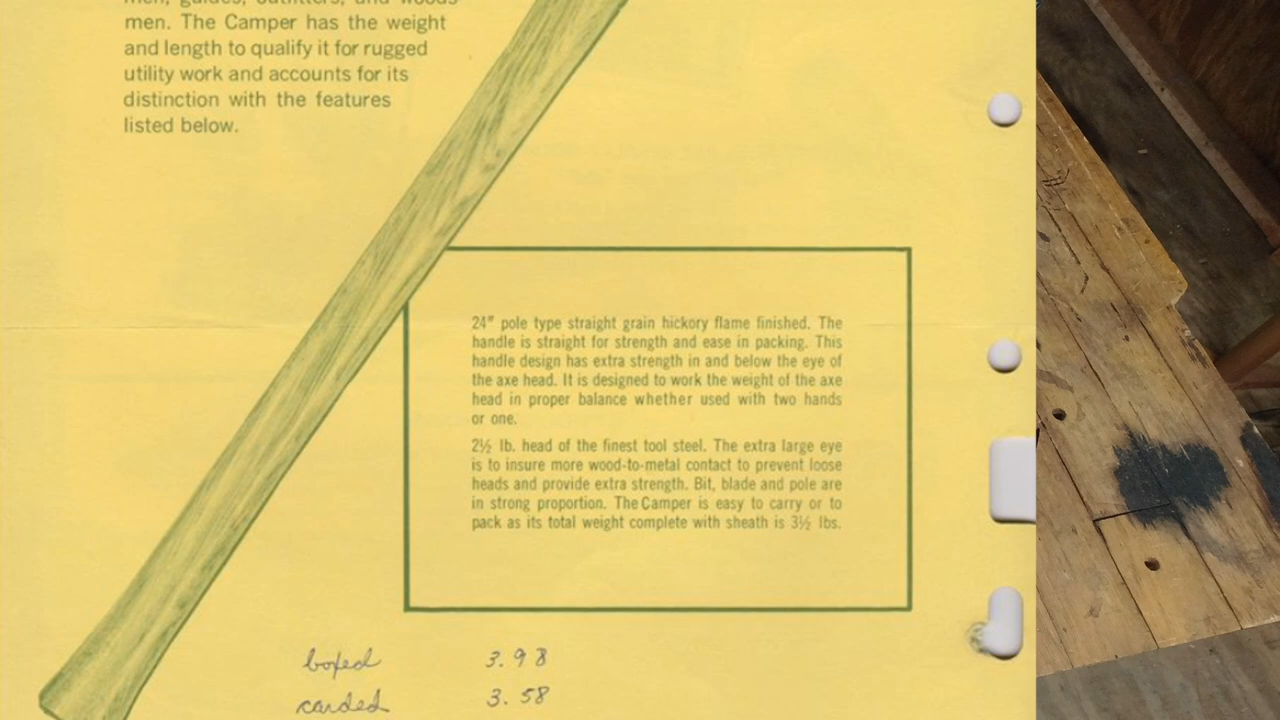 men, guides, outfitters, and woods-
men. The Camper has the weight
and length to qualify it for rugged
utility work and accounts for its
distinction with the features
listed below.
24" pole type straight grain hickory flame finished. The
handle is straight for strength and ease in packing. This
handle design has extra strength in and below the eye of
the axe head. It is designed to work the weight of the axe
head in proper balance whether used with two hands
or one.
2½ lb. head of the finest tool steel. The extra large eye
is to insure more wood-to-metal contact to prevent loose
heads and provide extra strength. Bit, blade and pole are
in strong proportion. The Camper is easy to carry or to
pack as its total weight complete with sheath is 3½ lbs.
boxed 3.98
carded 3.58